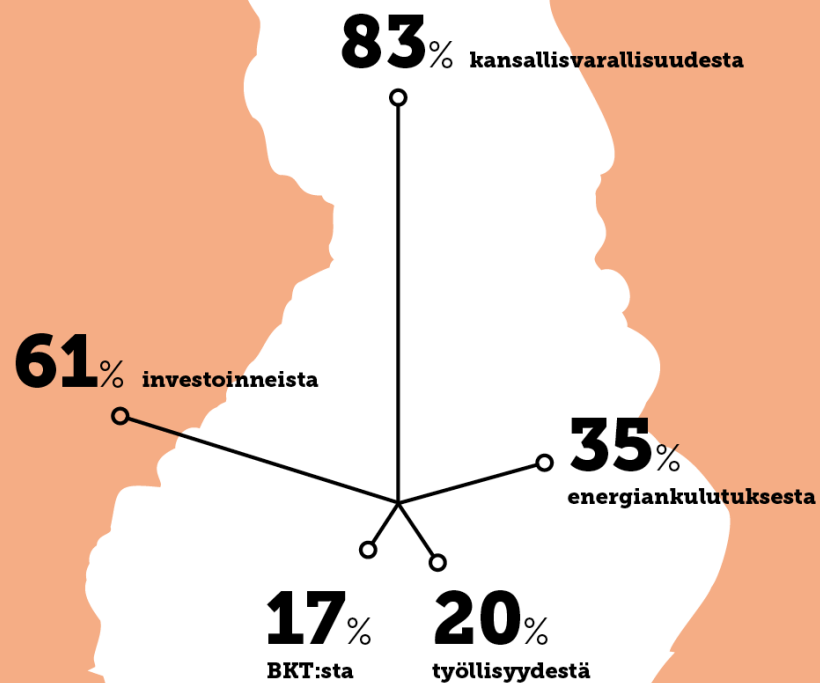 83% kansallisvarallisuudesta
61% investoinneista
35%
energiankulutuksesta
17%
BKT:sta
20%
työllisyydestä